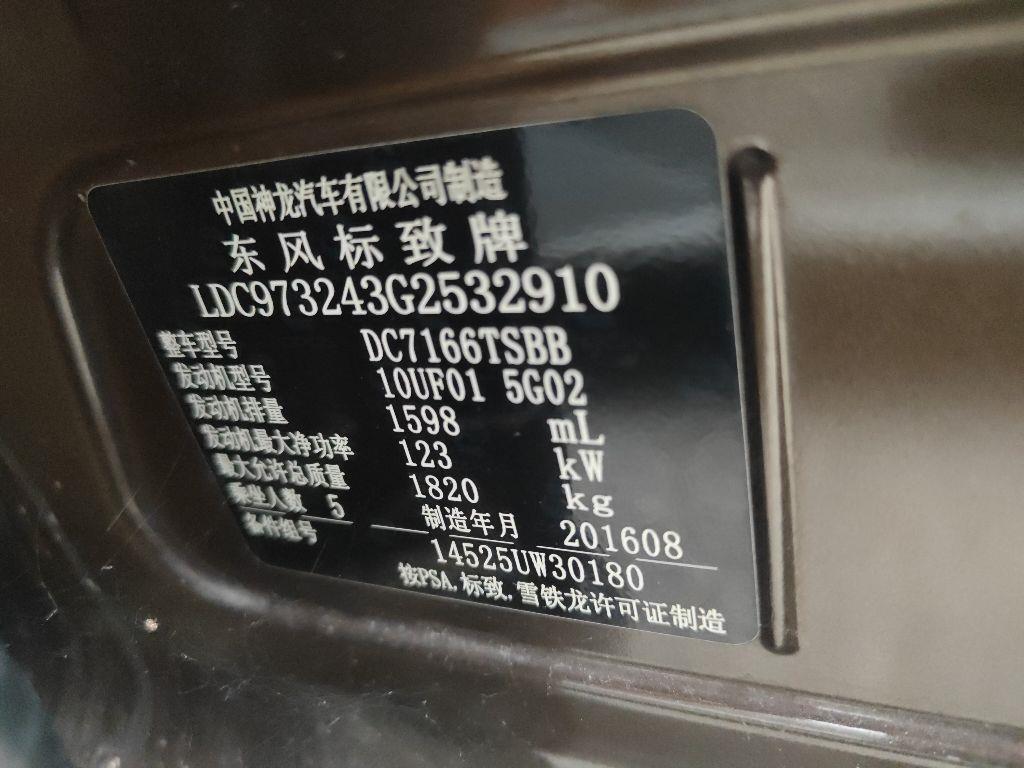 中国神龙汽车有限公司制造
东风标致牌
LDC973243G2532910
整车型号 DC7166TSBB
发动机型号 10UF01 5G02
发动机排量 1598 mL
发动机最大净功率 123 kW
最大允许总质量 1820 kg
乘坐人数 5 制造年月 201608
备件组号 14525UW30180
按PSA,标致,雪铁龙许可证制造